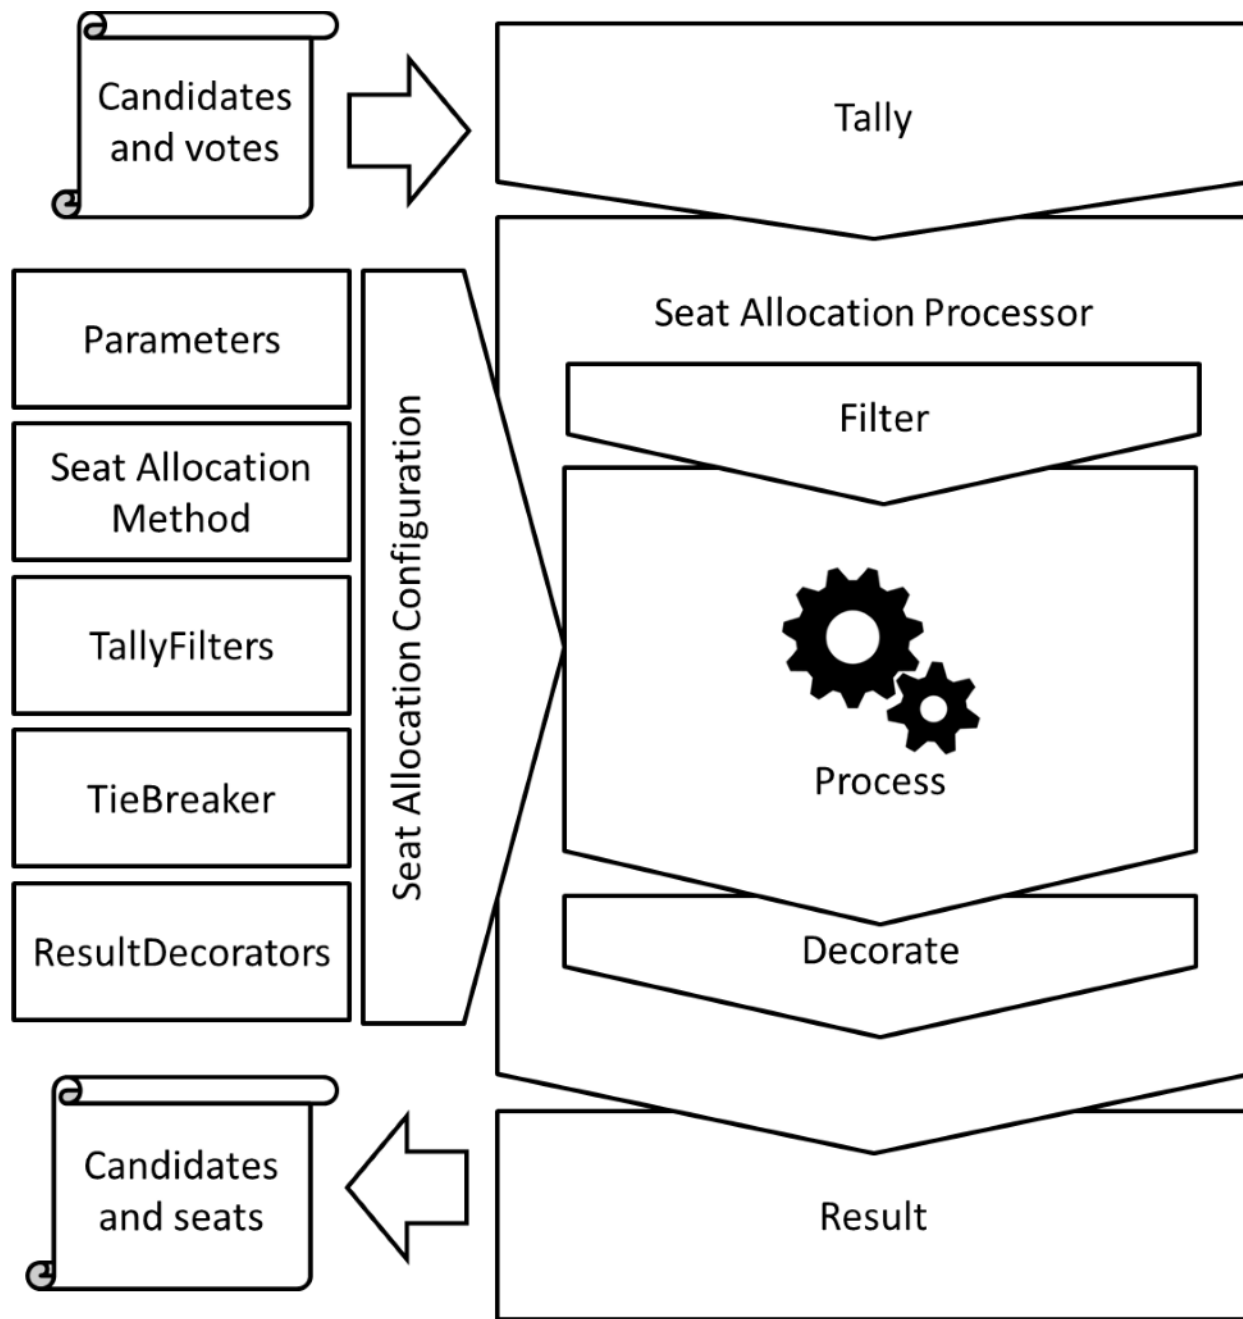 Candidates
and votes
Tally
Parameters
Seat Allocation
Method
TallyFilters
TieBreaker
ResultDecorators
Seat Allocation Configuration
Seat Allocation Processor
Filter
Process
Decorate
Candidates
and seats
Result